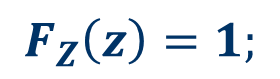 F_Z(z) = 1;